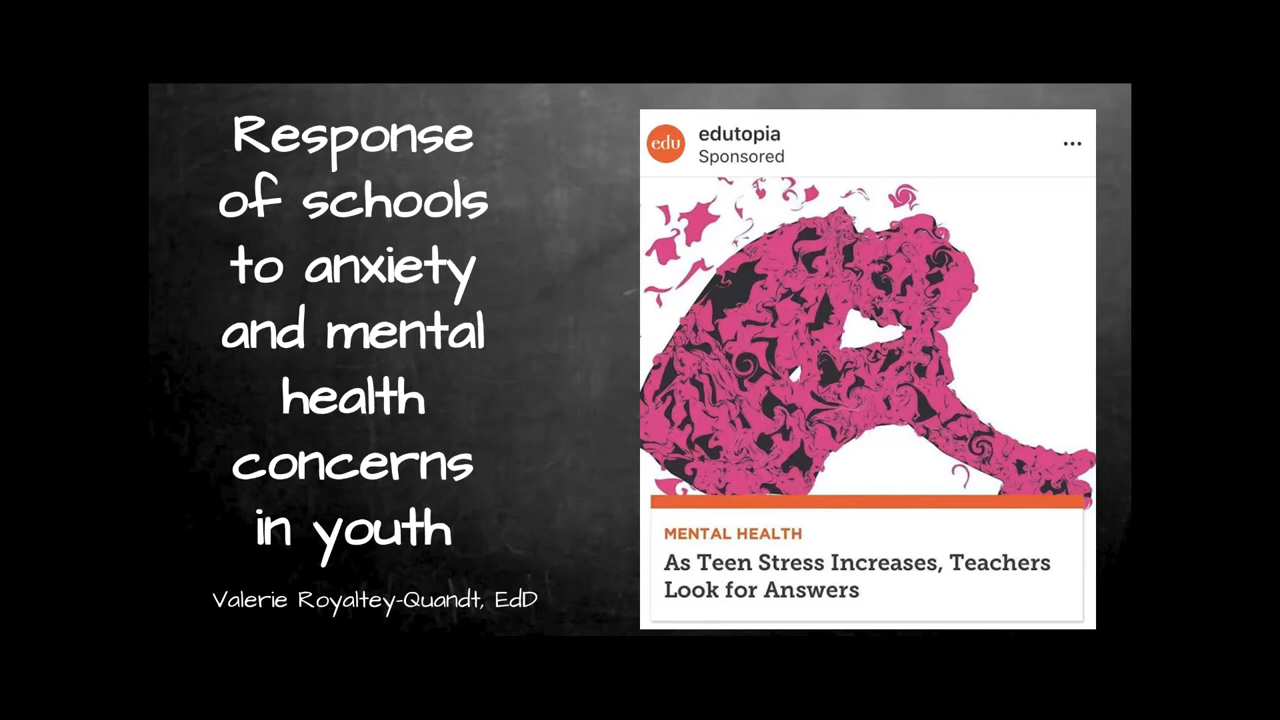 Response
of schools
to anxiety
and mental
health
concerns
in youth
Valerie Royaltey-Quandt, EdD
edu
edutopia
Sponsored
MENTAL HEALTH
As Teen Stress Increases, Teachers
Look for Answers